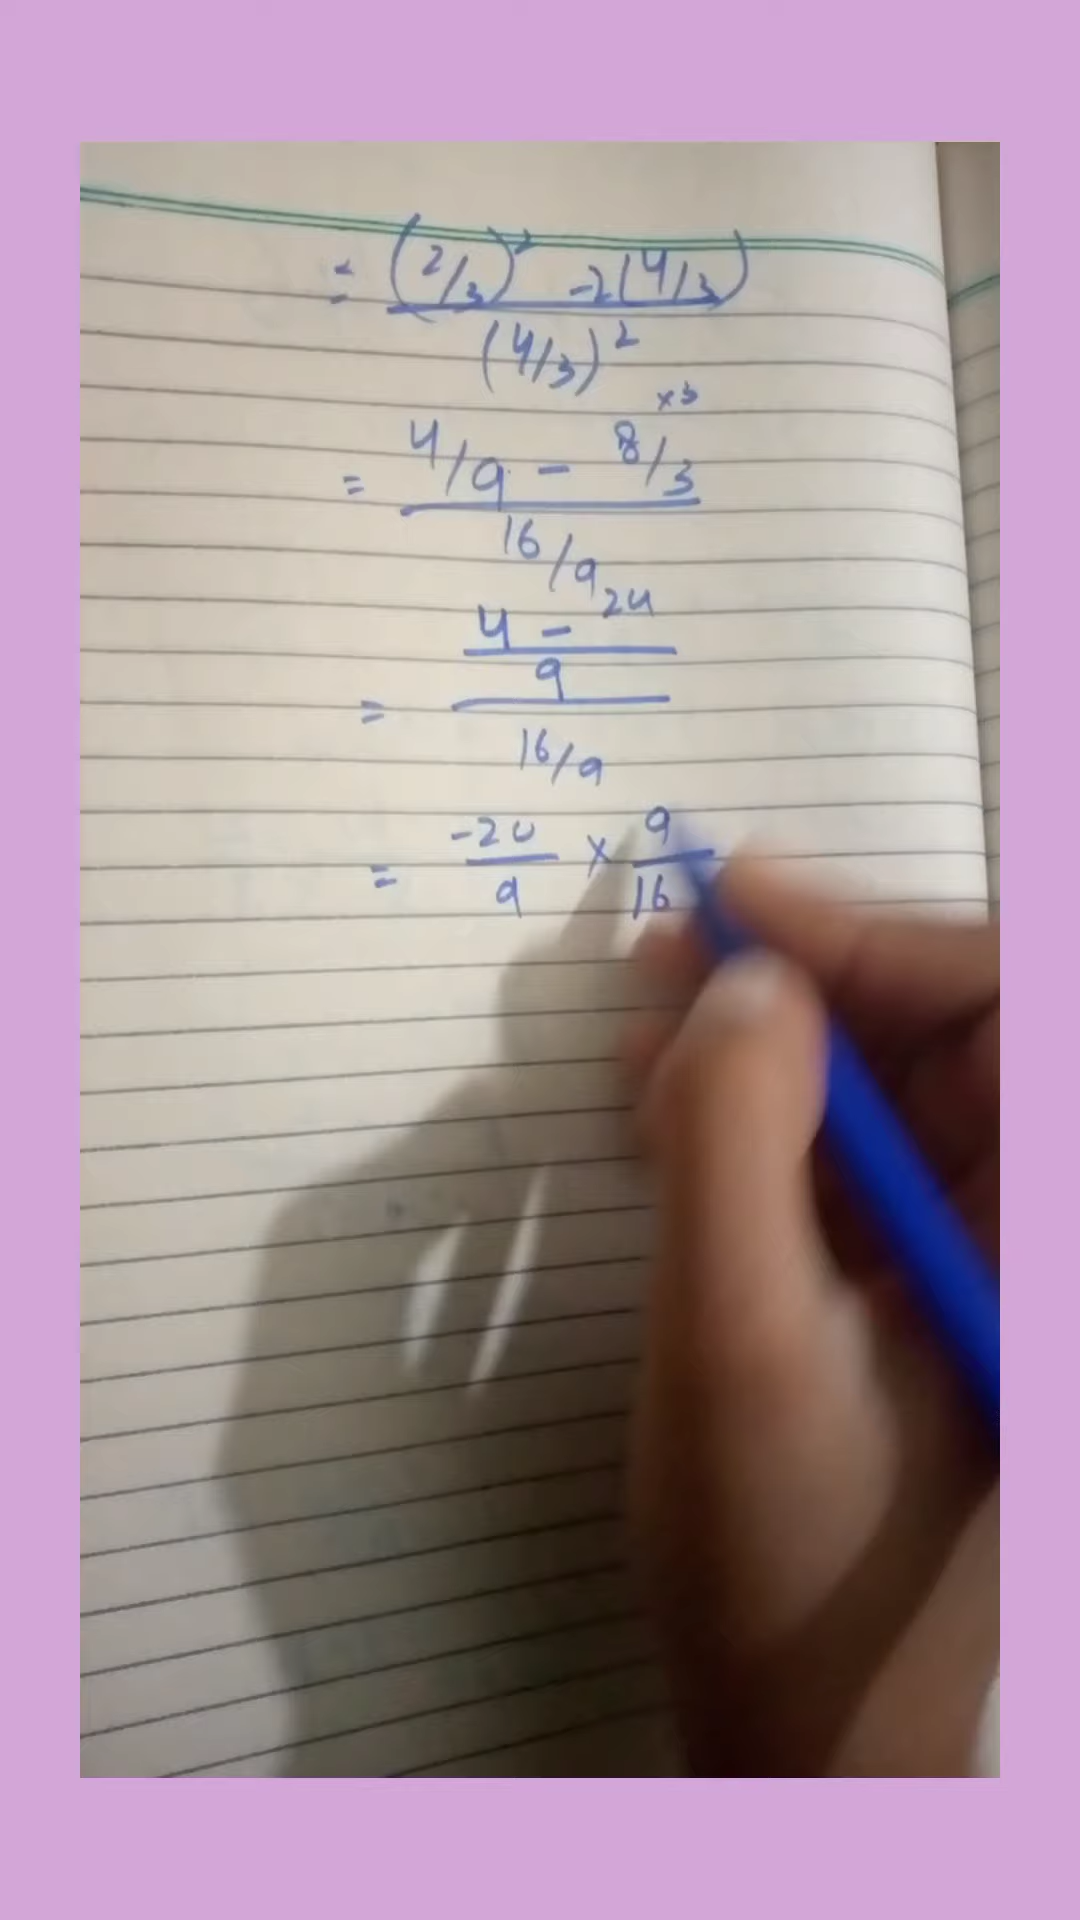 = (2/3)² -2(4/3)
(4/3)²
×3
= 4/9 - 8/3
16/9
4 - 24
9
= 16/9
= -20/9 × 9/16